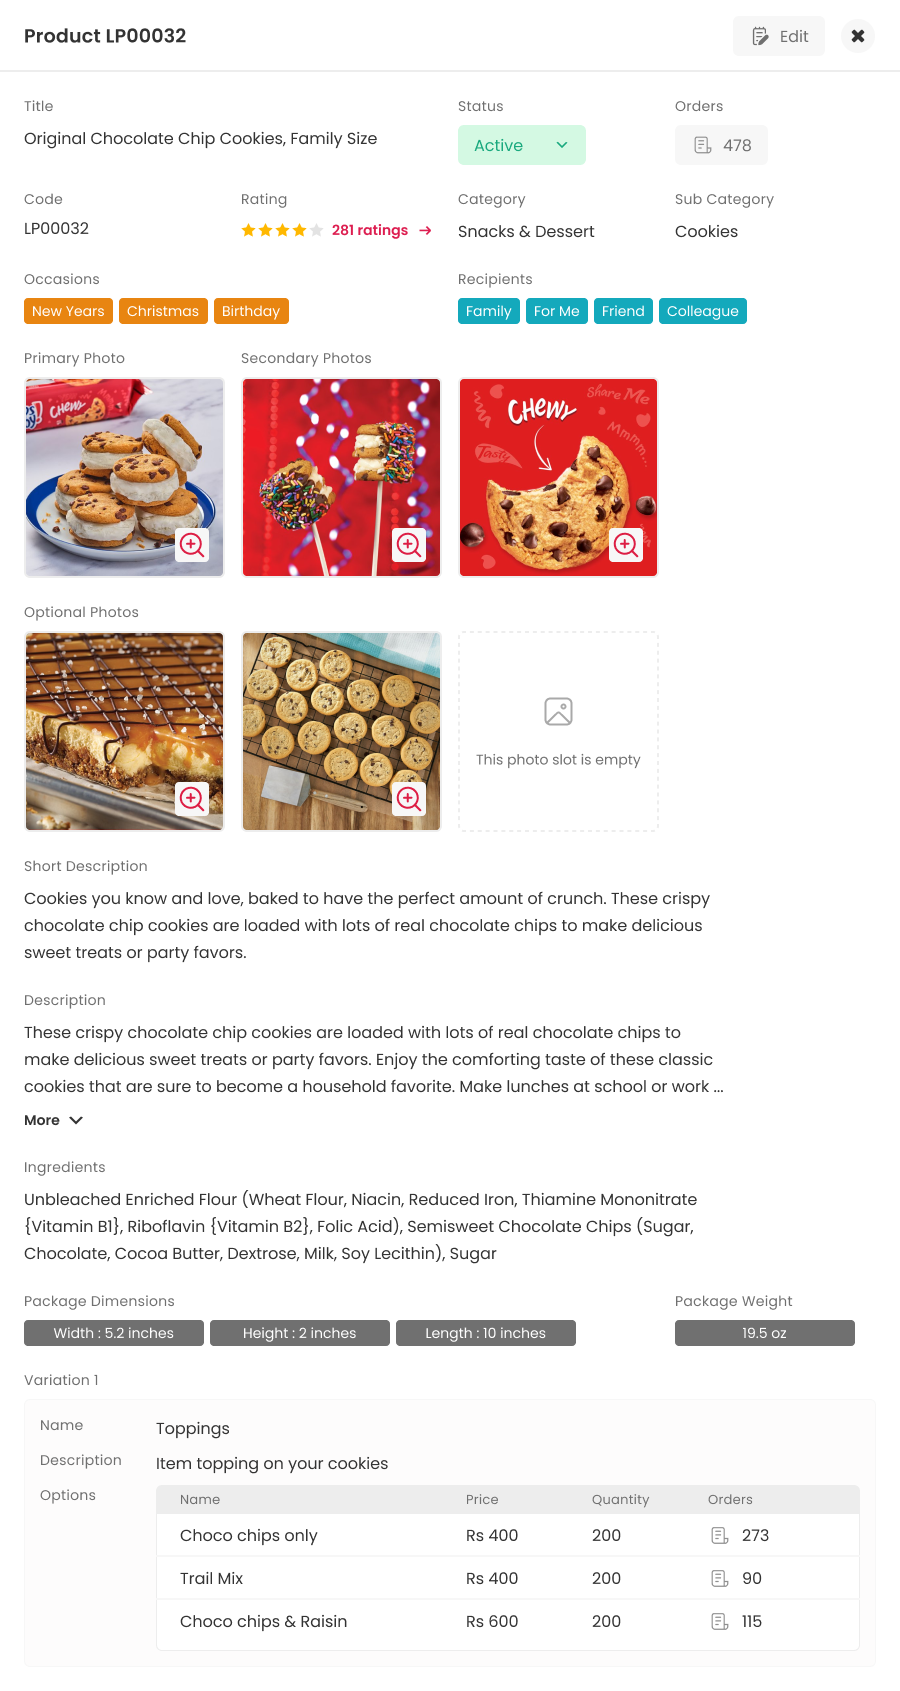 Product LP00032
Edit
Title
Status
Orders
Original Chocolate Chip Cookies, Family Size
Active
478
Code
Rating
Category
Sub Category
LP00032
281 ratings
Snacks & Dessert
Cookies
Occasions
Recipients
New Years
Christmas
Birthday
Family
For Me
Friend
Colleague
Primary Photo
Secondary Photos
CHEWY
CHEWY
Share Me
Mmmm...
Tasty
Optional Photos
This photo slot is empty
Short Description
Cookies you know and love, baked to have the perfect amount of crunch. These crispy
chocolate chip cookies are loaded with lots of real chocolate chips to make delicious
sweet treats or party favors.
Description
These crispy chocolate chip cookies are loaded with lots of real chocolate chips to
make delicious sweet treats or party favors. Enjoy the comforting taste of these classic
cookies that are sure to become a household favorite. Make lunches at school or work ...
More
Ingredients
Unbleached Enriched Flour (Wheat Flour, Niacin, Reduced Iron, Thiamine Mononitrate
{Vitamin B1}, Riboflavin {Vitamin B2}, Folic Acid), Semisweet Chocolate Chips (Sugar,
Chocolate, Cocoa Butter, Dextrose, Milk, Soy Lecithin), Sugar
Package Dimensions
Package Weight
Width : 5.2 inches
Height : 2 inches
Length : 10 inches
19.5 oz
Variation 1
Name
Toppings
Description
Item topping on your cookies
Options
Name Price Quantity Orders
Choco chips only Rs 400 200 273
Trail Mix Rs 400 200 90
Choco chips & Raisin Rs 600 200 115